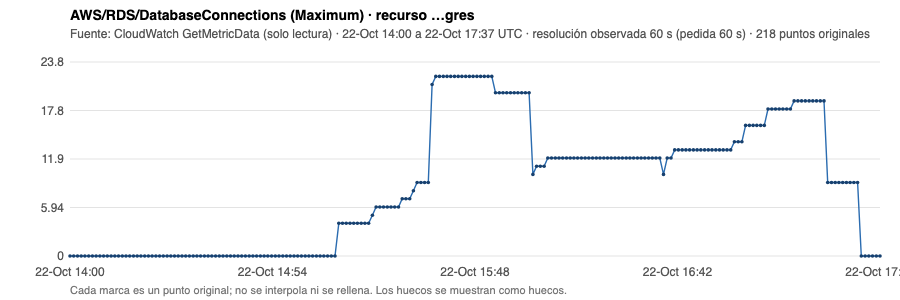 AWS/RDS/DatabaseConnections (Maximum) · recurso …gres
Fuente: CloudWatch GetMetricData (solo lectura) · 22-Oct 14:00 a 22-Oct 17:37 UTC · resolución observada 60 s (pedida 60 s) · 218 puntos originales
23.8
17.8
11.9
5.94
0
22-Oct 14:00 22-Oct 14:54 22-Oct 15:48 22-Oct 16:42 22-Oct 17:
Cada marca es un punto original; no se interpola ni se rellena. Los huecos se muestran como huecos.